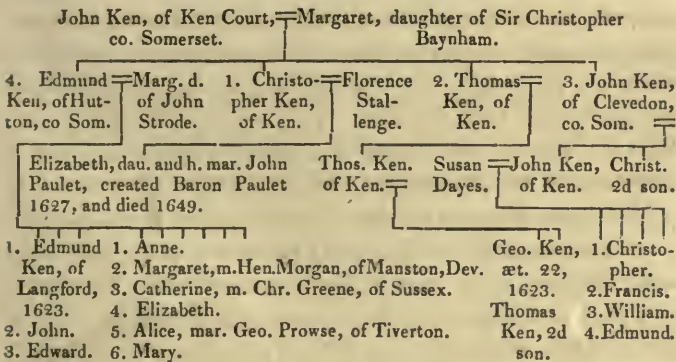 John Ken, of Ken Court,=Margaret, daughter of Sir Christopher
co. Somerset. Baynham.
4. Edmund=Marg. d. 1. Christo-=Florence 2. Thomas= 3. John Ken,
Ken, of Hut- of John pher Ken, Stal- Ken, of of Clevedon,
ton, co Som. Strode. of Ken. lenge. Ken. co. Som. =
Elizabeth, dau. and h. mar. John Thos. Ken. Susan =John Ken, Christ.
Paulet, created Baron Paulet of Ken.= Dayes. of Ken. 2d son.
1627, and died 1649.
1. Edmund 1. Anne. Geo. Ken, 1. Christo-
Ken, of 2. Margaret, m. Hen. Morgan, of Manston, Dev. æt. 22, pher.
Langford, 3. Catherine, m. Chr. Greene, of Sussex. 1623. 2. Francis.
1623. 4. Elizabeth. Thomas 3. William.
2. John. 5. Alice, mar. Geo. Prowse, of Tiverton. Ken, 2d 4. Edmund.
3. Edward. 6. Mary. son.